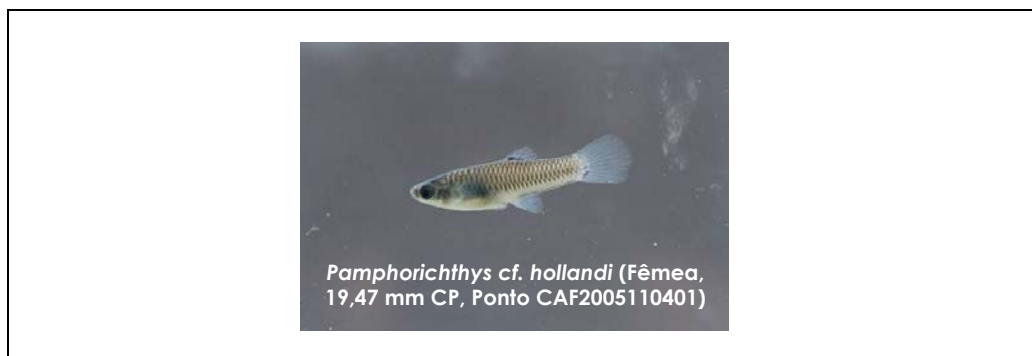 Pamphorichthys cf. hollandi (Fêmea,
19,47 mm CP, Ponto CAF2005110401)